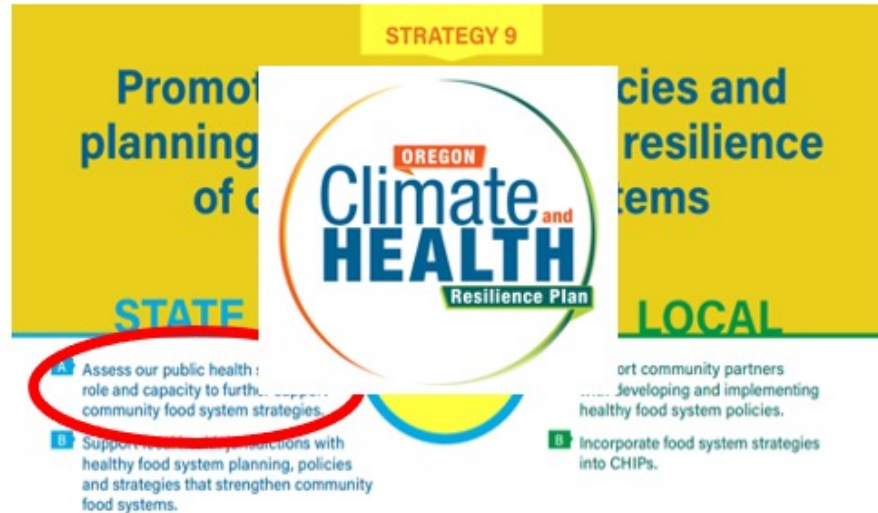 STRATEGY 9
Promot cies and
planning resilience
of c tems
OREGON
Climate and
HEALTH
Resilience Plan
STATE
A Assess our public health s
role and capacity to further support
community food system strategies.
B Support local health jurisdictions with
healthy food system planning, policies
and strategies that strengthen community
food systems.
LOCAL
ort community partners
with developing and implementing
healthy food system policies.
B Incorporate food system strategies
into CHIPs.